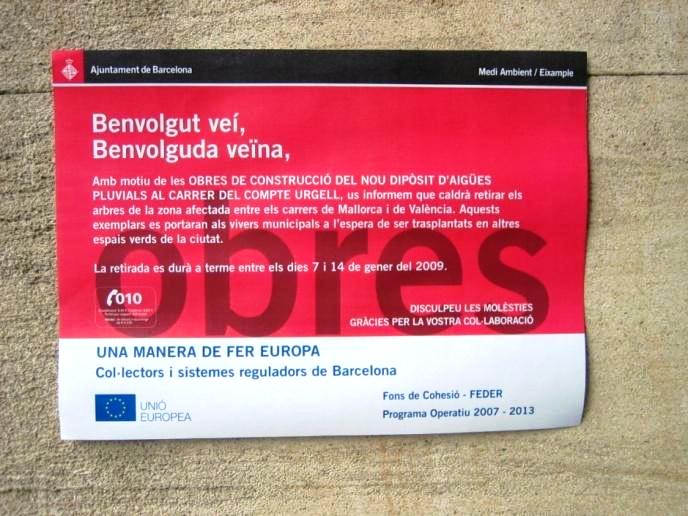 Ajuntament de Barcelona
Medi Ambient / Eixample
Benvolgut veí,
Benvolguda veïna,
Amb motiu de les OBRES DE CONSTRUCCIÓ DEL NOU DIPÒSIT D'AIGÜES
PLUVIALS AL CARRER DEL COMPTE URGELL, us informem que caldrà retirar els
arbres de la zona afectada entre els carrers de Mallorca i de València. Aquests
exemplars es portaran als vivers municipals a l'espera de ser trasplantats en altres
espais verds de la ciutat.
obres
La retirada es durà a terme entre els dies 7 i 14 de gener del 2009.
010
DISCULPEU LES MOLÈSTIES
GRÀCIES PER LA VOSTRA COL·LABORACIÓ
UNA MANERA DE FER EUROPA
Col·lectors i sistemes reguladors de Barcelona
UNIÓ
EUROPEA
Fons de Cohesió - FEDER
Programa Operatiu 2007 - 2013